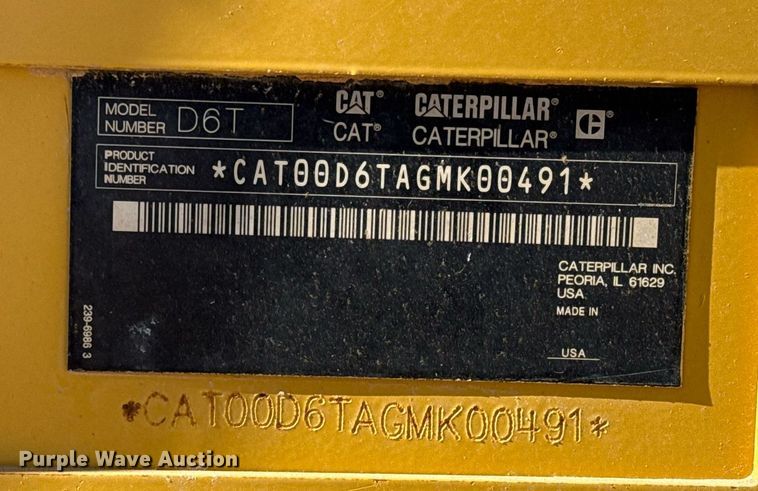 MODEL NUMBER D6T
CAT CATERPILLAR
CAT® CATERPILLAR®
PRODUCT IDENTIFICATION NUMBER *CAT00D6TAGMK00491*
CATERPILLAR INC.
PEORIA, IL 61629
USA
MADE IN
USA
239-6986 3
*CAT00D6TAGMK00491*
Purple Wave Auction